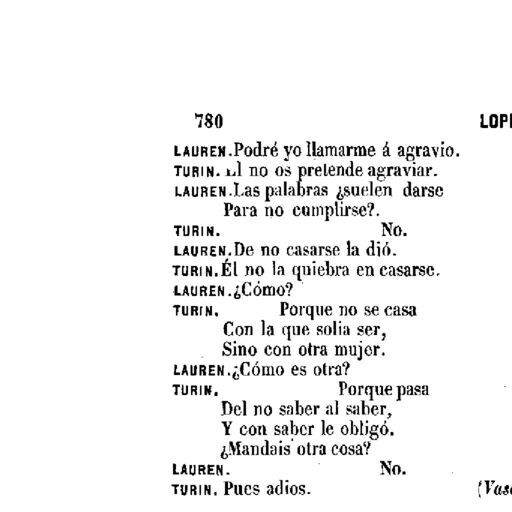 780 LOP
LAUREN. Podré yo llamarme á agravio.
TURIN. Él no os pretende agraviar.
LAUREN. Las palabras ¿suelen darse
Para no cumplirse?.
TURIN. No.
LAUREN. De no casarse la dió.
TURIN. Él no la quiebra en casarse.
LAUREN. ¿Cómo?
TURIN. Porque no se casa
Con la que solia ser,
Sino con otra mujer.
LAUREN. ¿Cómo es otra?
TURIN. Porque pasa
Del no saber al saber,
Y con saber le obligó.
¿Mandais otra cosa?
LAUREN. No.
TURIN. Pues adios. (Vas